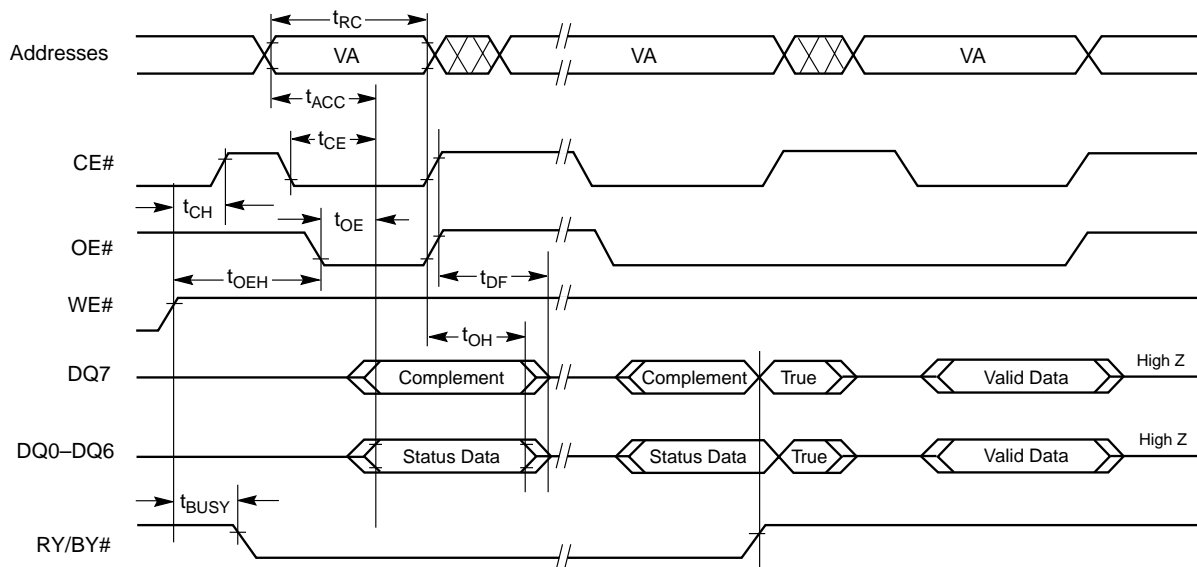 tRC
Addresses VA VA VA
tACC
tCE
CE#
tCH tOE
OE#
tOEH tDF
WE#
tOH
DQ7 Complement Complement True Valid Data High Z
DQ0–DQ6 Status Data Status Data True Valid Data High Z
tBUSY
RY/BY#